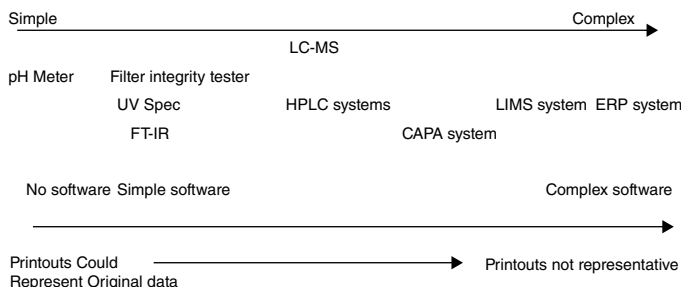 Simple Complex
LC-MS
pH Meter Filter integrity tester
UV Spec HPLC systems LIMS system ERP system
FT-IR CAPA system
No software Simple software Complex software
Printouts Could Printouts not representative
Represent Original data